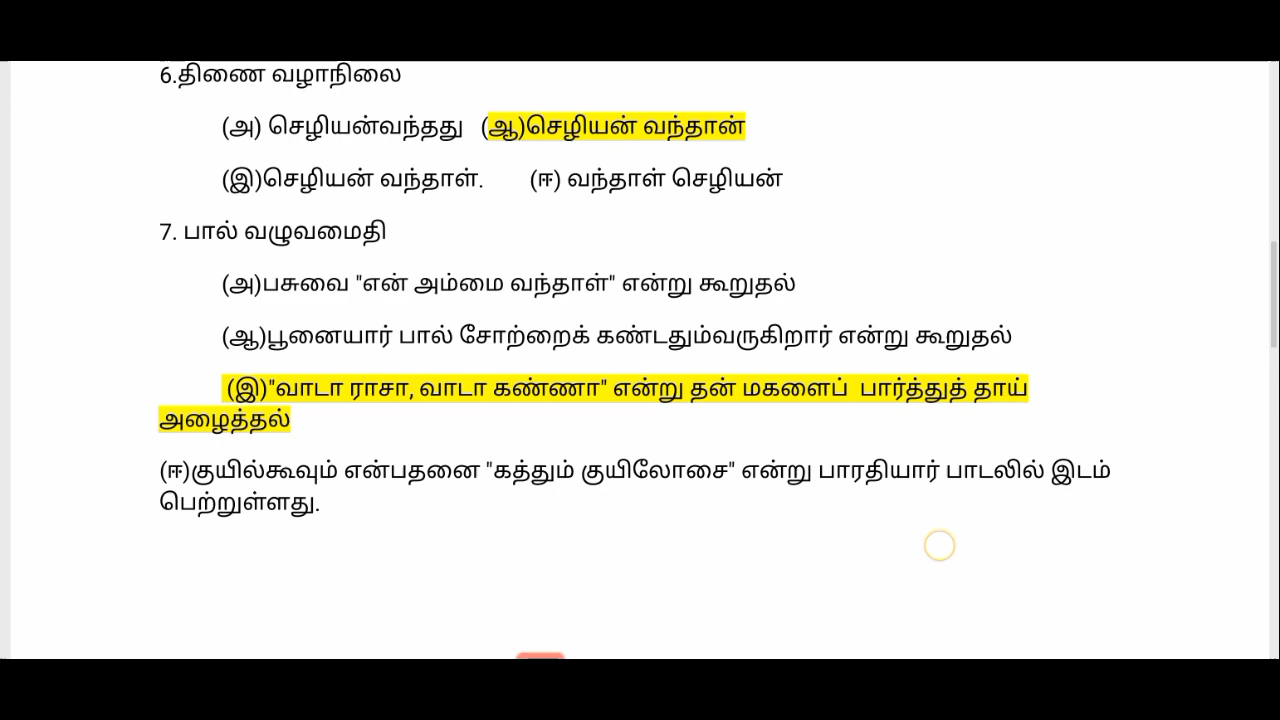 6.திணை வழாநிலை
(அ) செழியன்வந்தது (ஆ)செழியன் வந்தான்
(இ)செழியன் வந்தாள். (ஈ) வந்தாள் செழியன்
7. பால் வழுவமைதி
(அ)பசுவை "என் அம்மை வந்தாள்" என்று கூறுதல்
(ஆ)பூனையார் பால் சோற்றைக் கண்டதும்வருகிறார் என்று கூறுதல்
(இ)"வாடா ராசா, வாடா கண்ணா" என்று தன் மகளைப் பார்த்துத் தாய்
அழைத்தல்
(ஈ)குயில்கூவும் என்பதனை "கத்தும் குயிலோசை" என்று பாரதியார் பாடலில் இடம்
பெற்றுள்ளது.